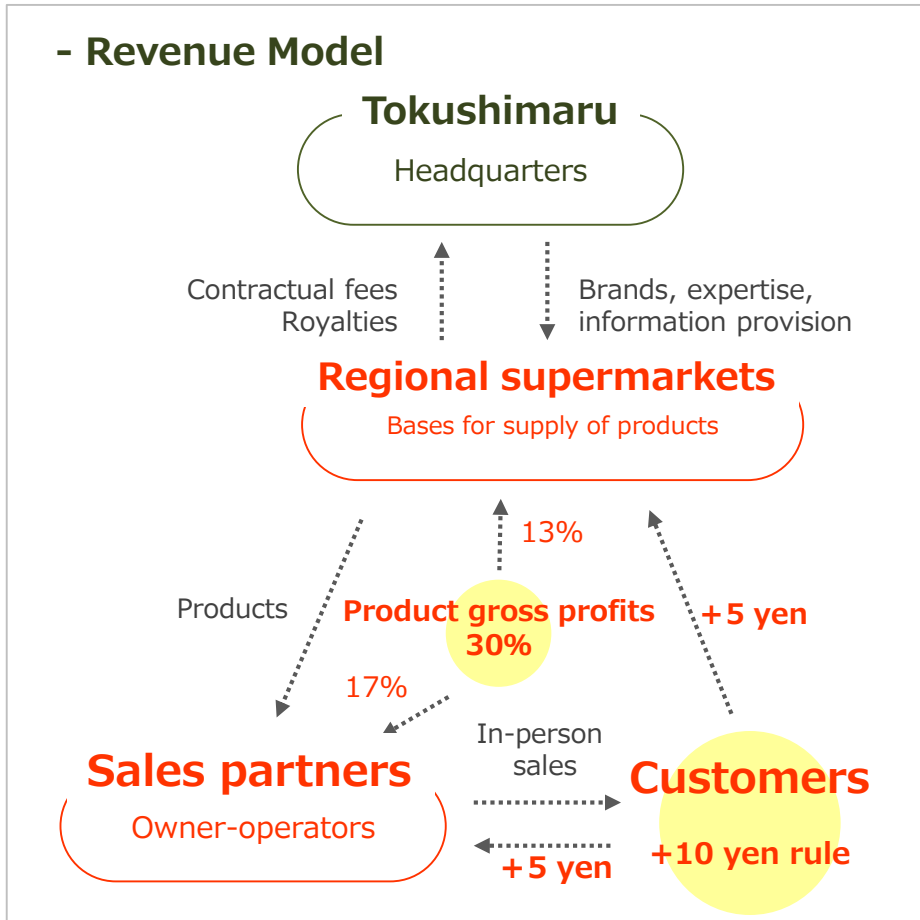 - Revenue Model
Tokushimaru
Headquarters
Contractual fees
Royalties
Brands, expertise,
information provision
Regional supermarkets
Bases for supply of products
13%
Products
Product gross profits
30%
+5 yen
17%
In-person
sales
Sales partners
Owner-operators
Customers
+10 yen rule
+5 yen